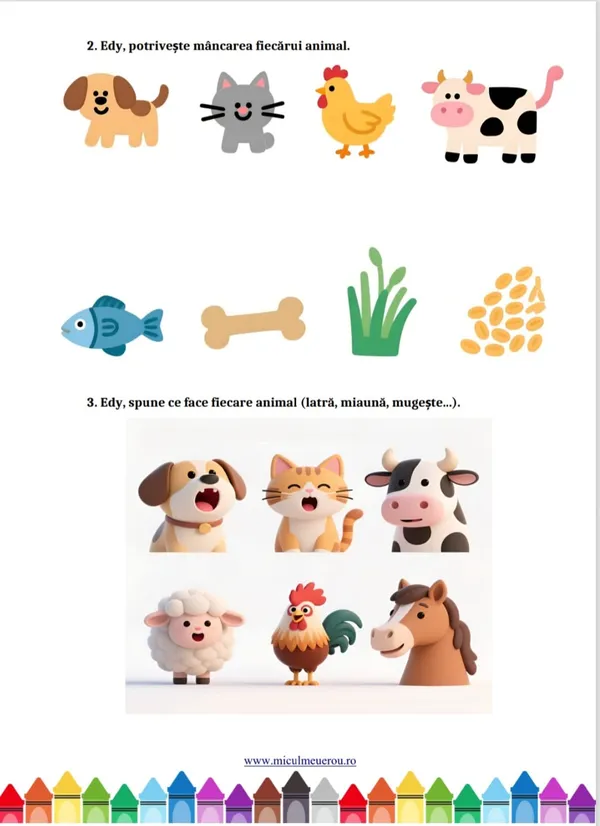 2. Edy, potrivește mâncarea fiecărui animal.
3. Edy, spune ce face fiecare animal (latră, miaună, mugește...).
www.miculmeuerou.ro